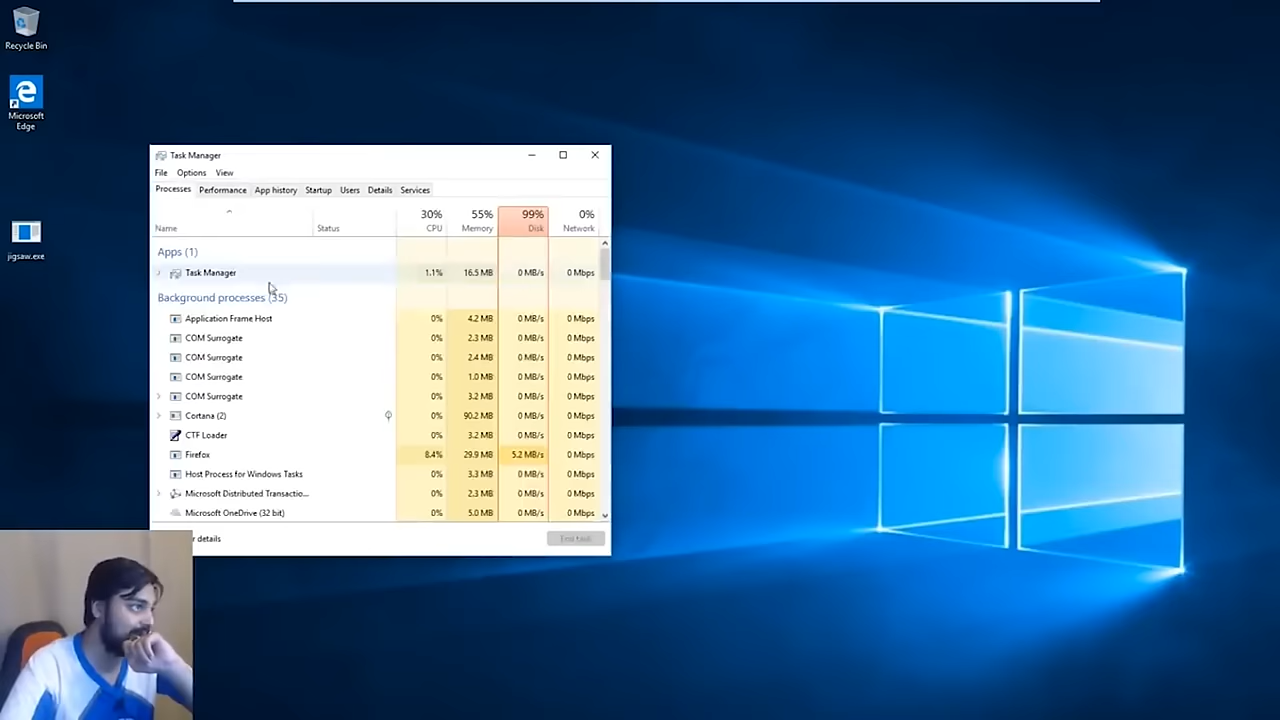 Recycle Bin
Microsoft
Edge
jigsaw.exe
Task Manager
File Options View
Processes Performance App history Startup Users Details Services
30% 55% 99% 0%
Name Status CPU Memory Disk Network
Apps (1)
Task Manager 1.1% 16.5 MB 0 MB/s 0 Mbps
Background processes (35)
Application Frame Host 0% 4.2 MB 0 MB/s 0 Mbps
COM Surrogate 0% 2.3 MB 0 MB/s 0 Mbps
COM Surrogate 0% 2.4 MB 0 MB/s 0 Mbps
COM Surrogate 0% 1.0 MB 0 MB/s 0 Mbps
COM Surrogate 0% 3.2 MB 0 MB/s 0 Mbps
Cortana (2) 0% 90.2 MB 0 MB/s 0 Mbps
CTF Loader 0% 3.2 MB 0 MB/s 0 Mbps
Firefox 8.4% 29.9 MB 5.2 MB/s 0 Mbps
Host Process for Windows Tasks 0% 3.3 MB 0 MB/s 0 Mbps
Microsoft Distributed Transactio... 0% 2.3 MB 0 MB/s 0 Mbps
Microsoft OneDrive (32 bit) 0% 5.0 MB 0 MB/s 0 Mbps
r details End task